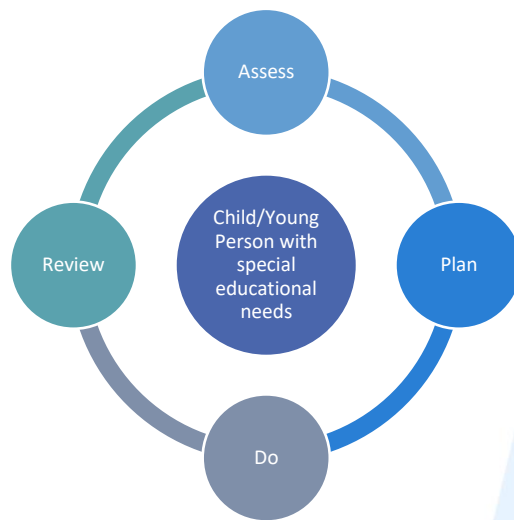 Assess
Child/Young
Person with
special
educational
needs
Review
Plan
Do